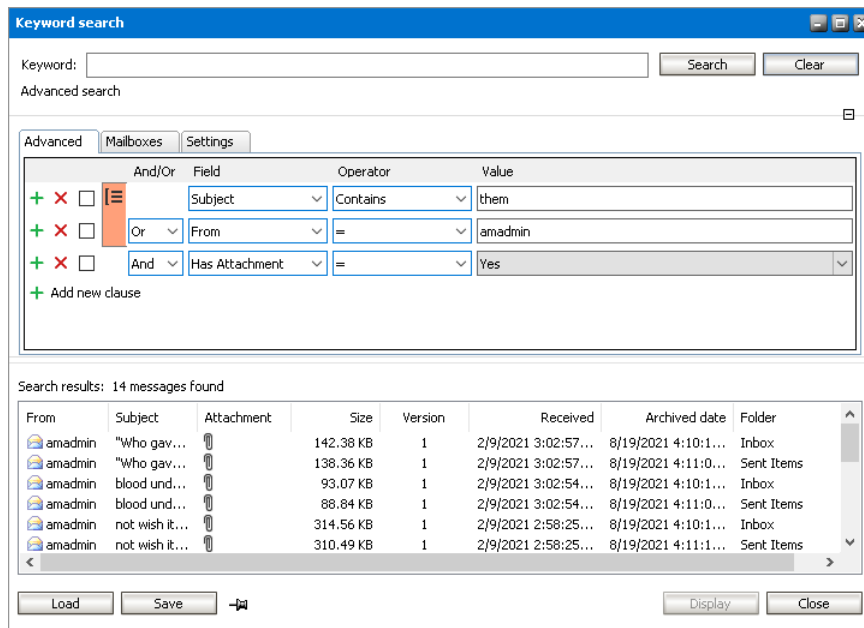 Keyword search
Keyword: Search Clear
Advanced search
Advanced Mailboxes Settings
And/Or Field Operator Value
Subject Contains them
Or From = amadmin
And Has Attachment = Yes
Add new clause
Search results: 14 messages found
From Subject Attachment Size Version Received Archived date Folder
amadmin "Who gav... 142.38 KB 1 2/9/2021 3:02:57... 8/19/2021 4:10:1... Inbox
amadmin "Who gav... 138.36 KB 1 2/9/2021 3:02:57... 8/19/2021 4:11:0... Sent Items
amadmin blood und... 93.07 KB 1 2/9/2021 3:02:54... 8/19/2021 4:10:1... Inbox
amadmin blood und... 88.84 KB 1 2/9/2021 3:02:54... 8/19/2021 4:11:0... Sent Items
amadmin not wish it... 314.56 KB 1 2/9/2021 2:58:25... 8/19/2021 4:10:1... Inbox
amadmin not wish it... 310.49 KB 1 2/9/2021 2:58:25... 8/19/2021 4:11:1... Sent Items
Load Save Display Close